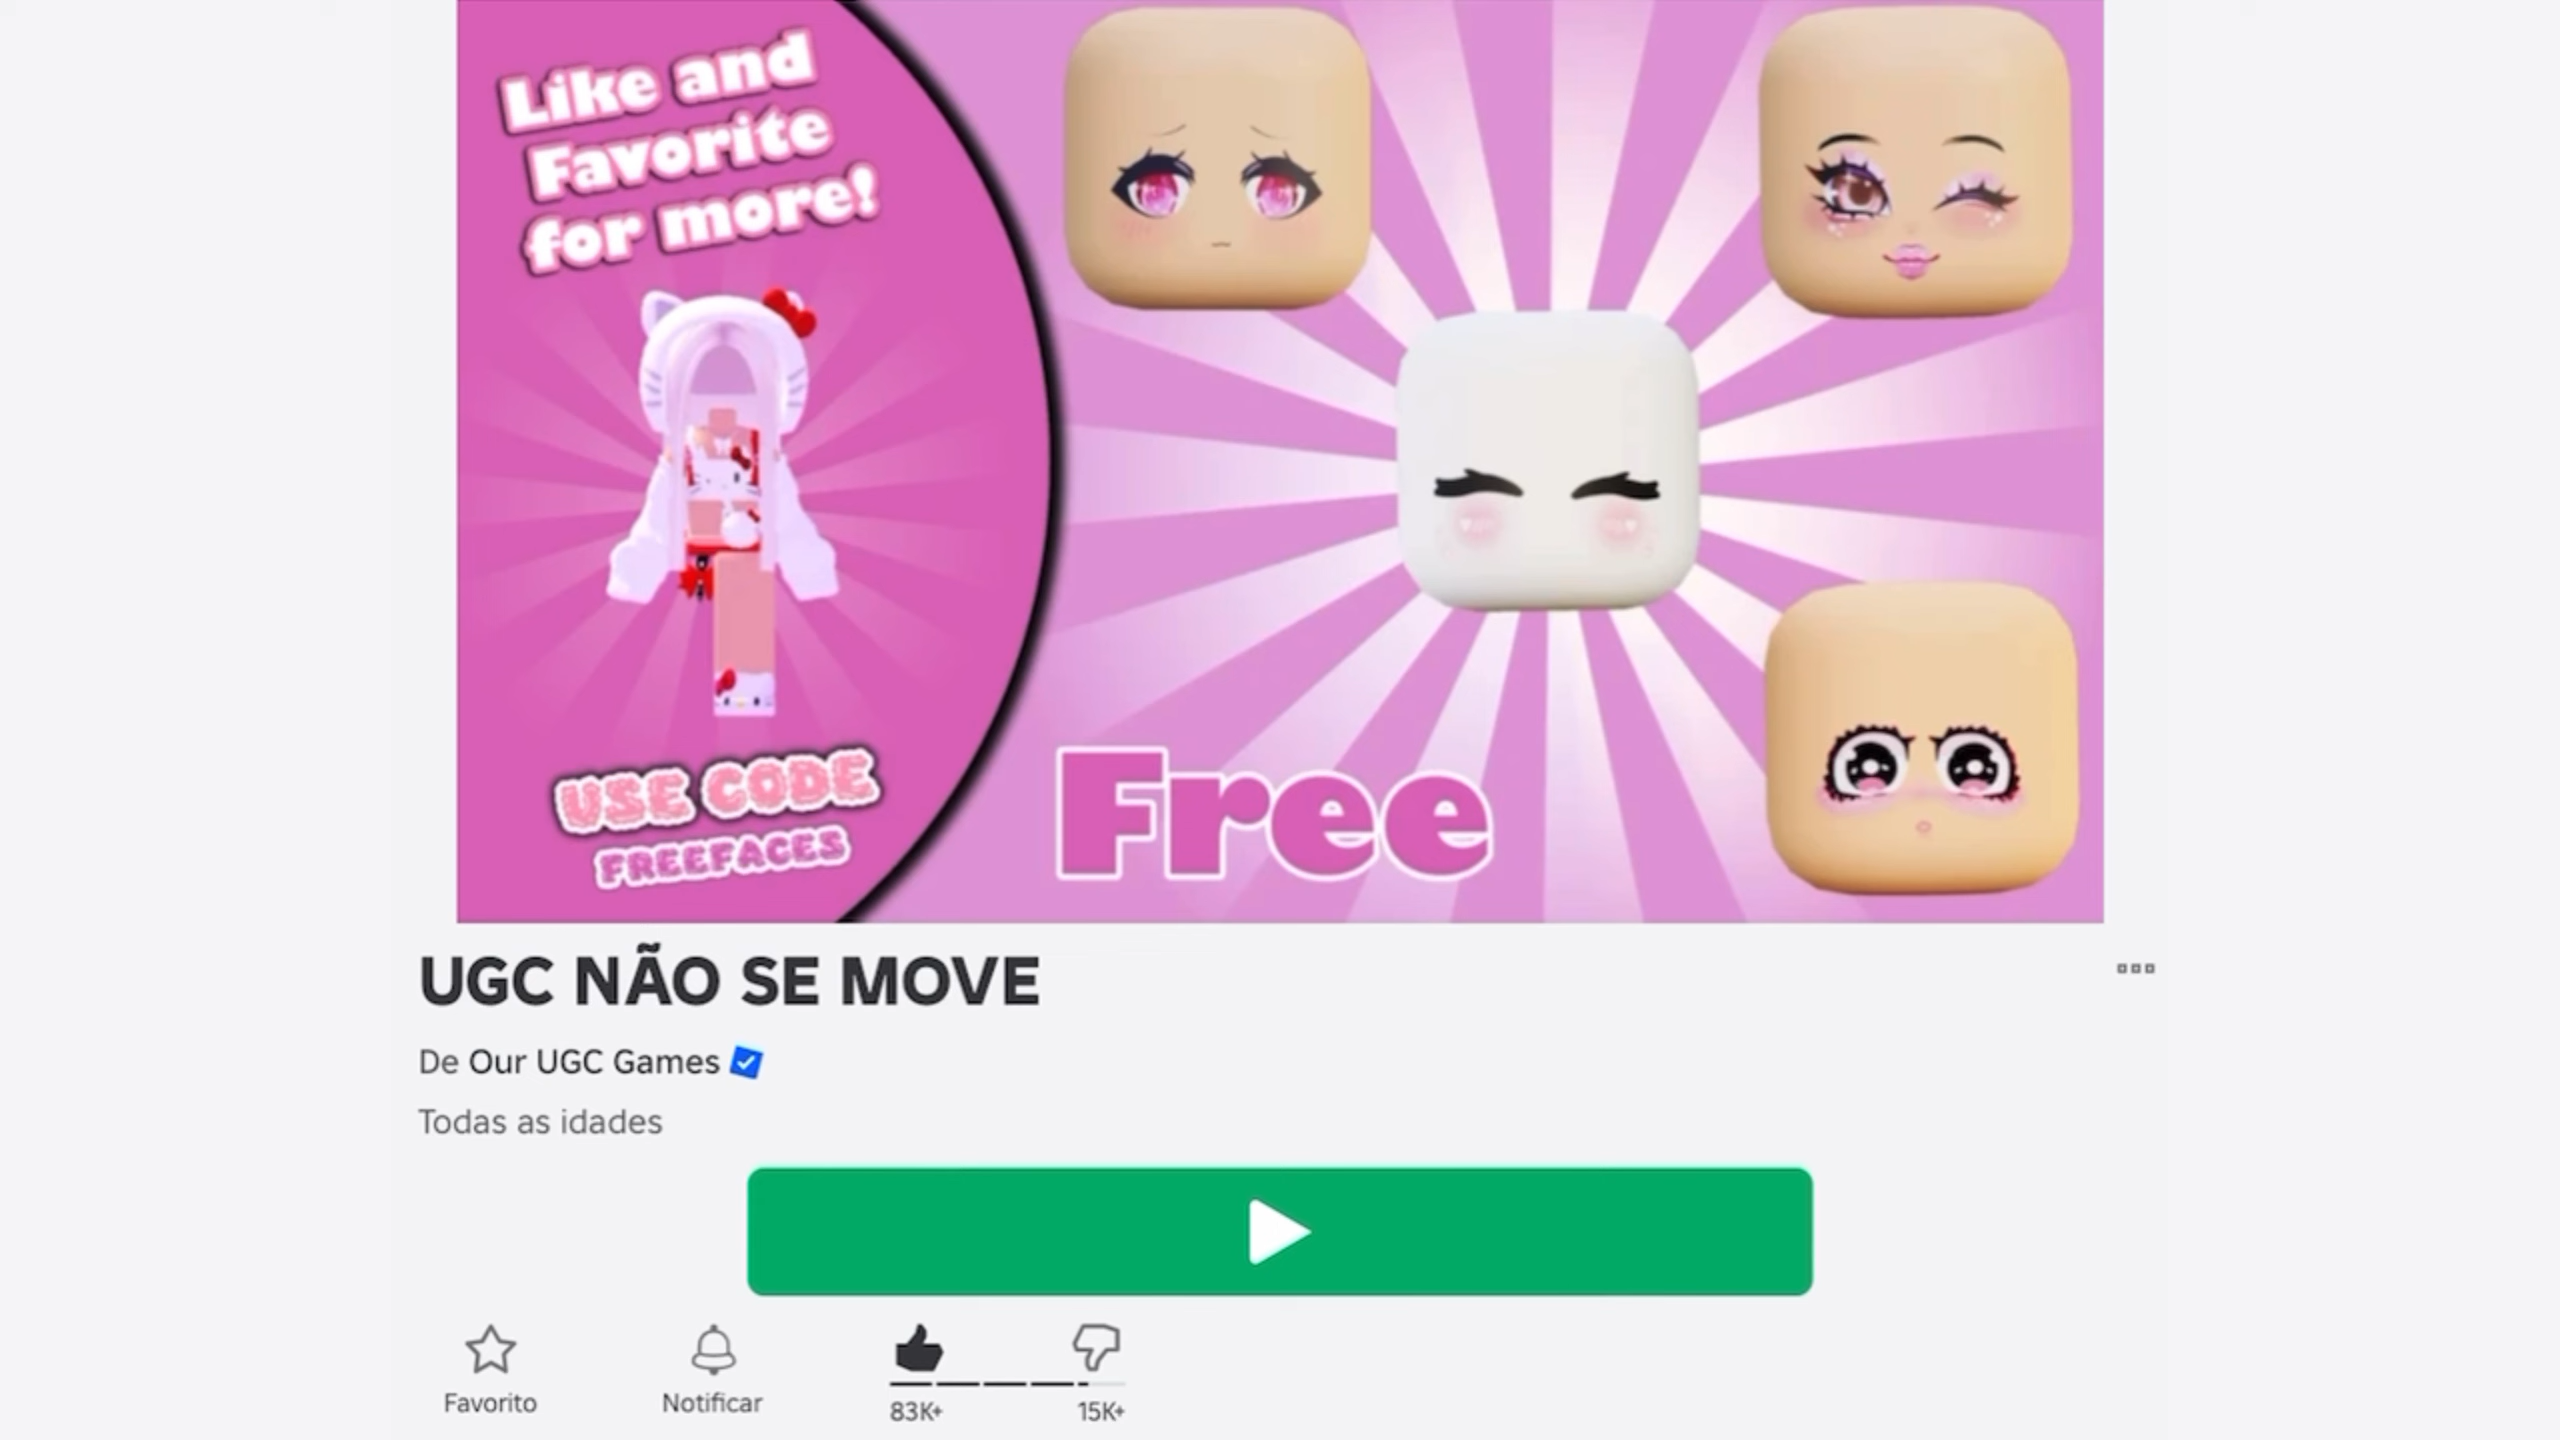 Like and
Favorite
for more!
USE CODE
FREEFACES
Free
UGC NÃO SE MOVE
De Our UGC Games
Todas as idades
Favorito
Notificar
83K+
15K+